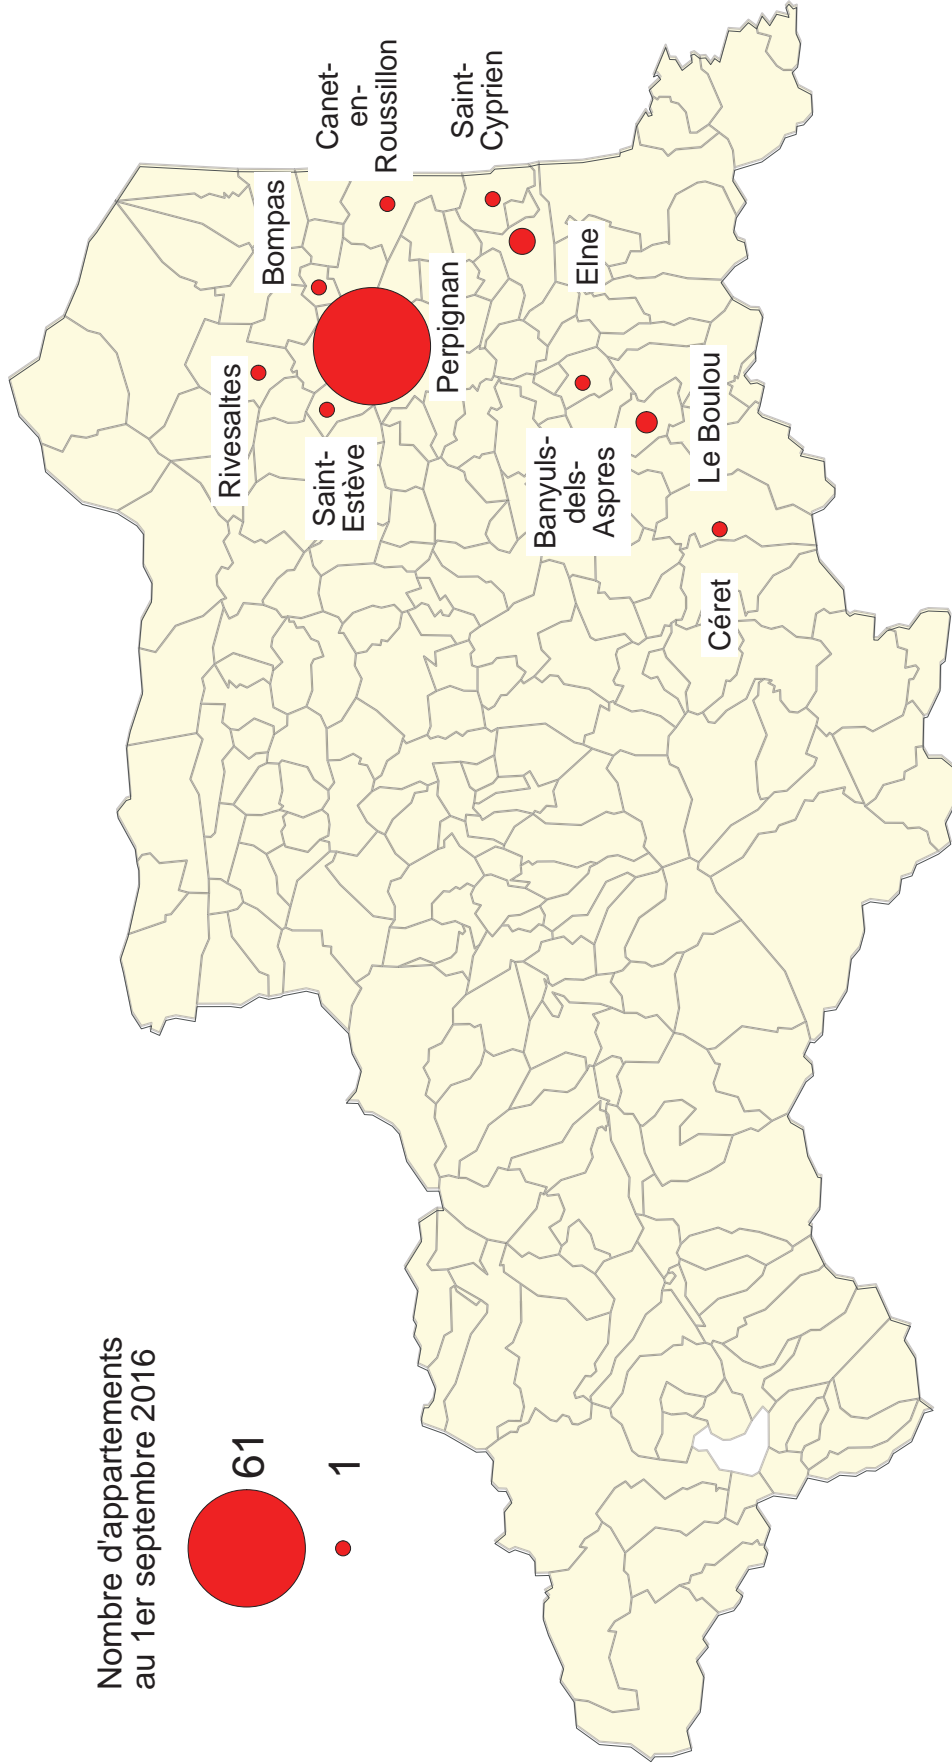 Nombre d'appartements
au 1er septembre 2016
61
1
Rivesaltes
Bompas
Canet-
en-
Roussillon
Saint-
Estève
Perpignan
Saint-
Cyprien
Elne
Banyuls-
dels-
Aspres
Le Boulou
Céret